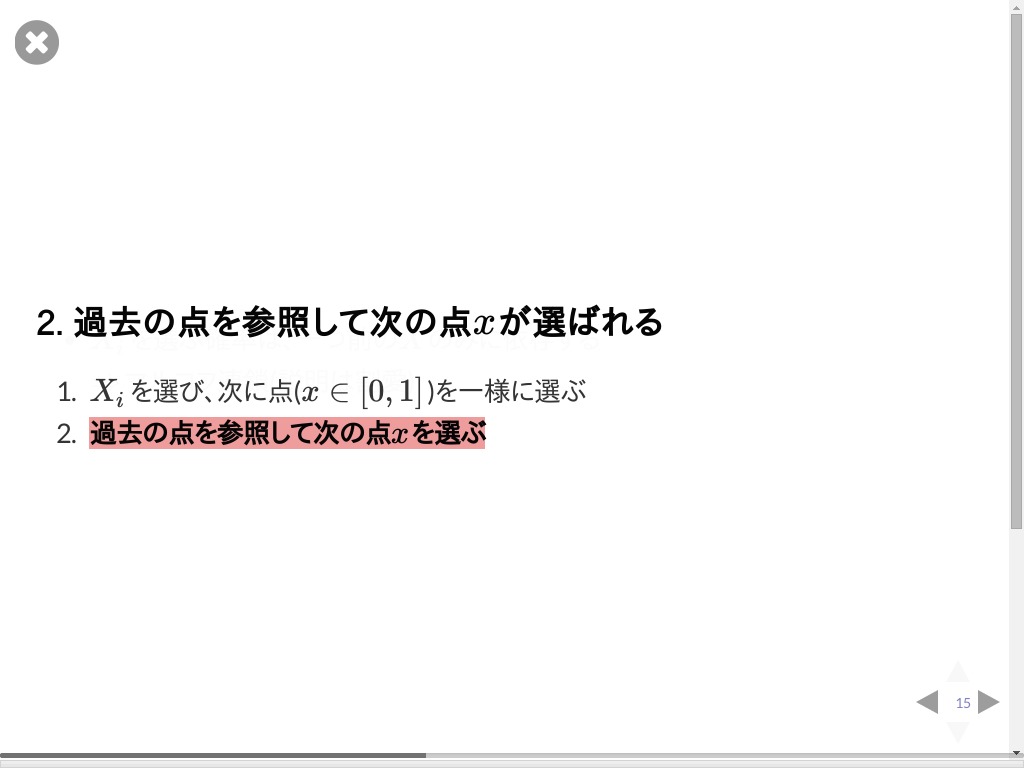 2. 過去の点を参照して次の点xが選ばれる
1. X_i を選び、次に点(x ∈ [0, 1])を一様に選ぶ
2. 過去の点を参照して次の点xを選ぶ
15